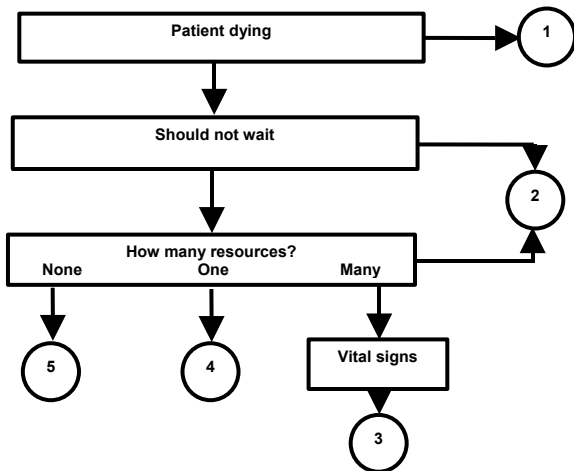 Patient dying
1
Should not wait
2
How many resources?
None One Many
Vital signs
5
4
3